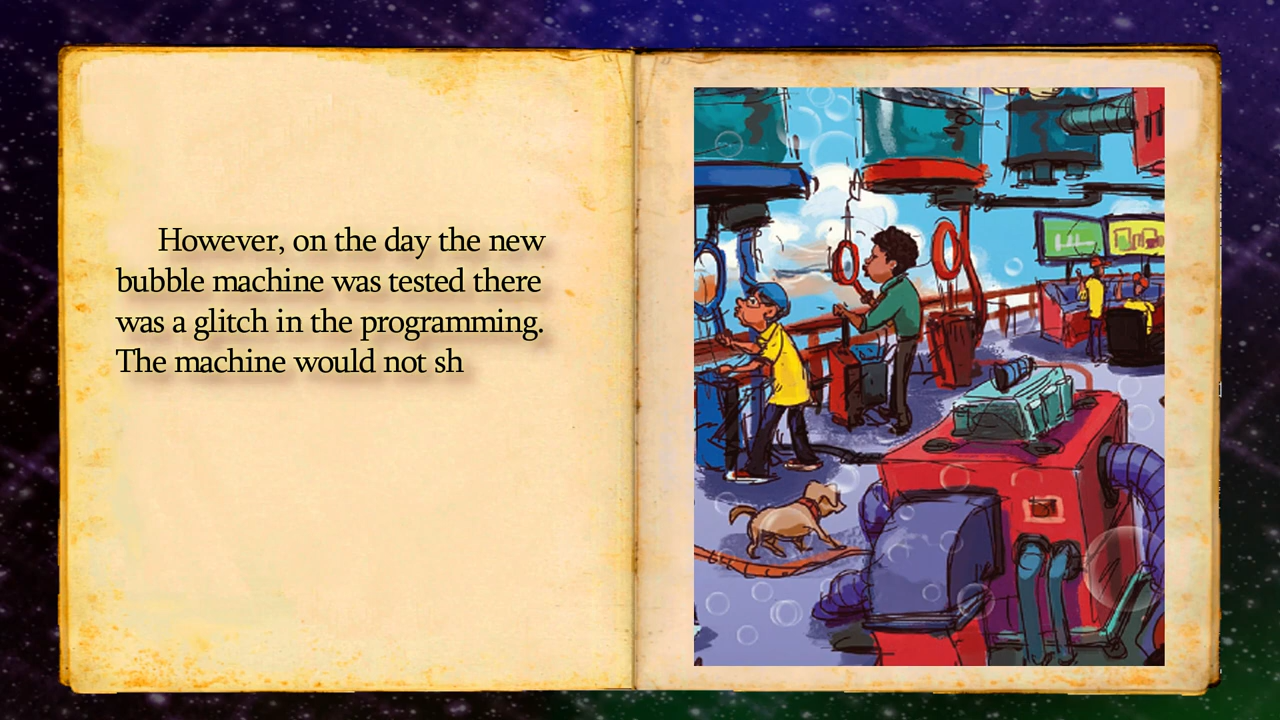 However, on the day the new
bubble machine was tested there
was a glitch in the programming.
The machine would not sh